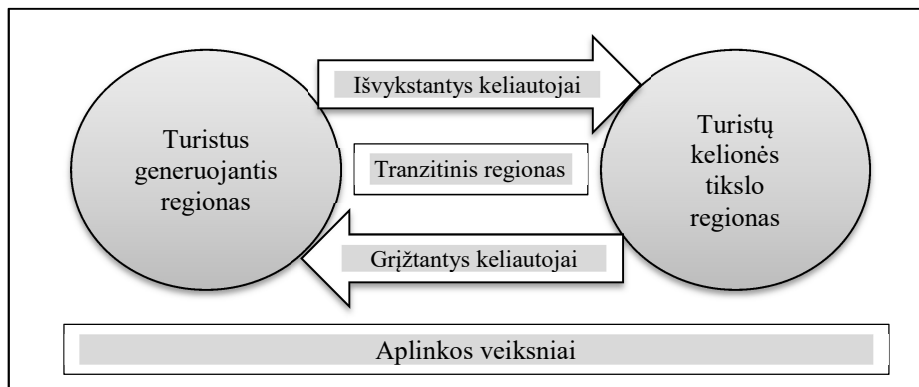 Išvykstantys keliautojai
Turistus
generuojantis
regionas
Tranzitinis regionas
Turistų
kelionės
tikslo
regionas
Grįžtantys keliautojai
Aplinkos veiksniai